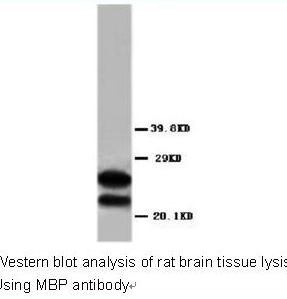 39.8KD
29KD
20.1KD
Western blot analysis of rat brain tissue lysis
Using MBP antibody